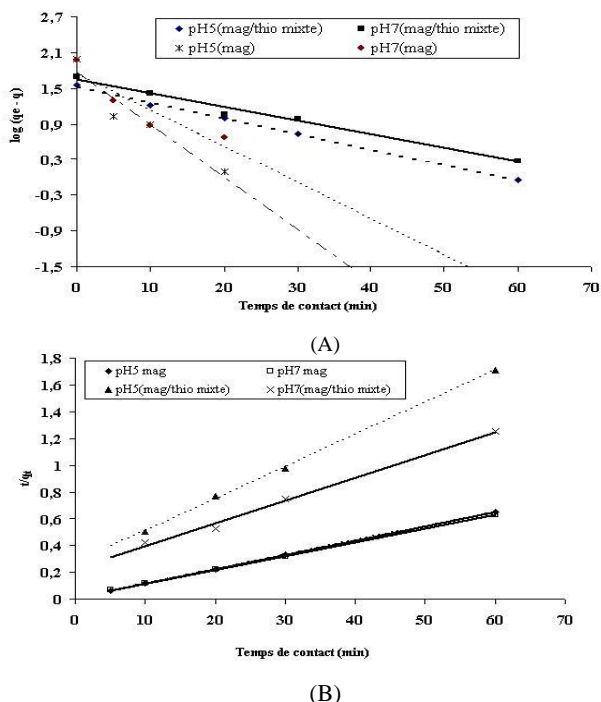 pH5(mag/thio mixte) pH7(mag/thio mixte)
pH5(mag) pH7(mag)
log (qe - q)
2,7
2,1
1,5
0,9
0,3
-0,3
-0,9
-1,5
0 10 20 30 40 50 60 70
Temps de contact (min)
(A)
pH5 mag pH7 mag
pH5(mag/thio mixte) pH7(mag/thio mixte)
t/qt
1,8
1,6
1,4
1,2
1
0,8
0,6
0,4
0,2
0
0 10 20 30 40 50 60 70
Temps de contact (min)
(B)